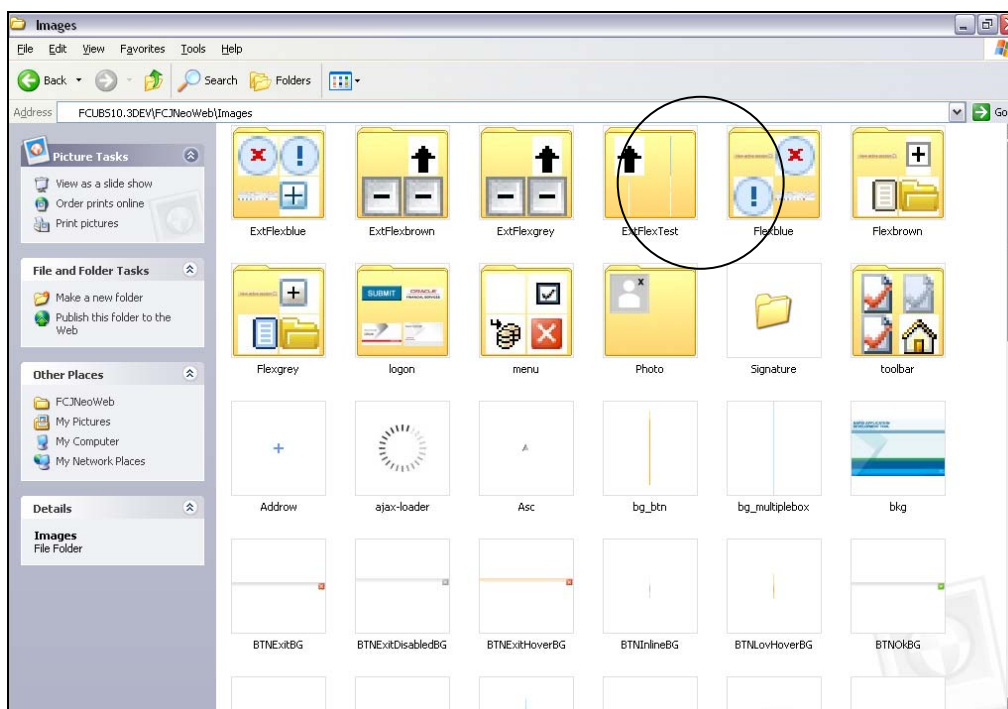 Images
File Edit View Favorites Tools Help
Back Search Folders
Address FCUBS10.3DEV\FCJNeoWeb\Images Go
Picture Tasks
View as a slide show
Order prints online
Print pictures
File and Folder Tasks
Make a new folder
Publish this folder to the
Web
Other Places
FCJNeoWeb
My Pictures
My Computer
My Network Places
Details
Images
File Folder
ExtFlexblue ExtFlexbrown ExtFlexgrey ExtFlexTest Flexblue Flexbrown
SUBMIT ORACLE
Flexgrey logon menu Photo Signature toolbar
Addrow ajax-loader Asc bg_btn bg_multiplebox bkg
BTNExitBG BTNExitDisabledBG BTNExitHoverBG BTNInlineBG BTNLovHoverBG BTNOkBG